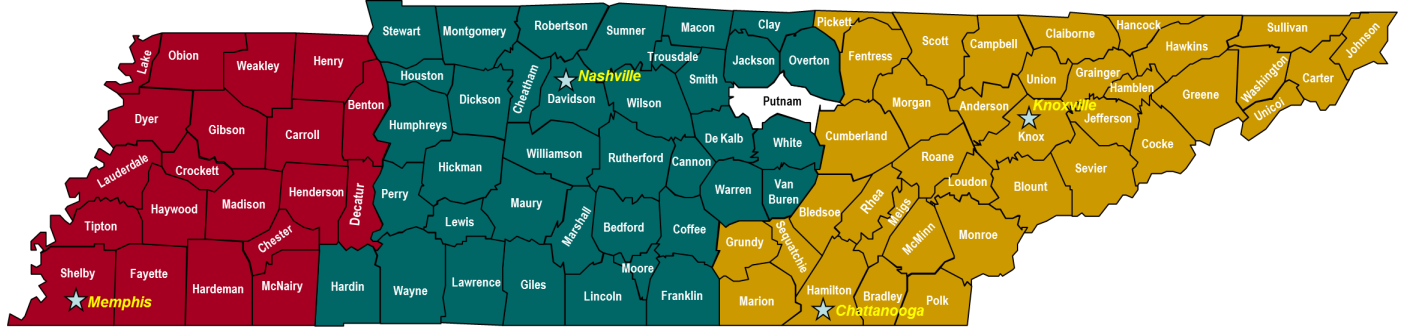 Stewart
Montgomery
Robertson
Sumner
Macon
Clay
Pickett
Scott
Campbell
Claiborne
Hancock
Hawkins
Sullivan
Johnson
Lake
Obion
Weakley
Henry
Houston
Cheatham
Nashville
Davidson
Trousdale
Smith
Jackson
Overton
Fentress
Union
Grainger
Hamblen
Greene
Washington
Carter
Unicoi
Benton
Dickson
Wilson
Putnam
Morgan
Anderson
Knoxville
Knox
Jefferson
Cocke
Dyer
Gibson
Carroll
Humphreys
De Kalb
White
Cumberland
Roane
Loudon
Blount
Sevier
Lauderdale
Crockett
Henderson
Decatur
Hickman
Williamson
Rutherford
Cannon
Warren
Van
Buren
Bledsoe
Rhea
Meigs
McMinn
Monroe
Tipton
Haywood
Madison
Chester
Perry
Lewis
Maury
Marshall
Bedford
Coffee
Grundy
Sequatchie
Shelby
Memphis
Fayette
Hardeman
McNairy
Hardin
Wayne
Lawrence
Giles
Lincoln
Moore
Franklin
Marion
Hamilton
Chattanooga
Bradley
Polk